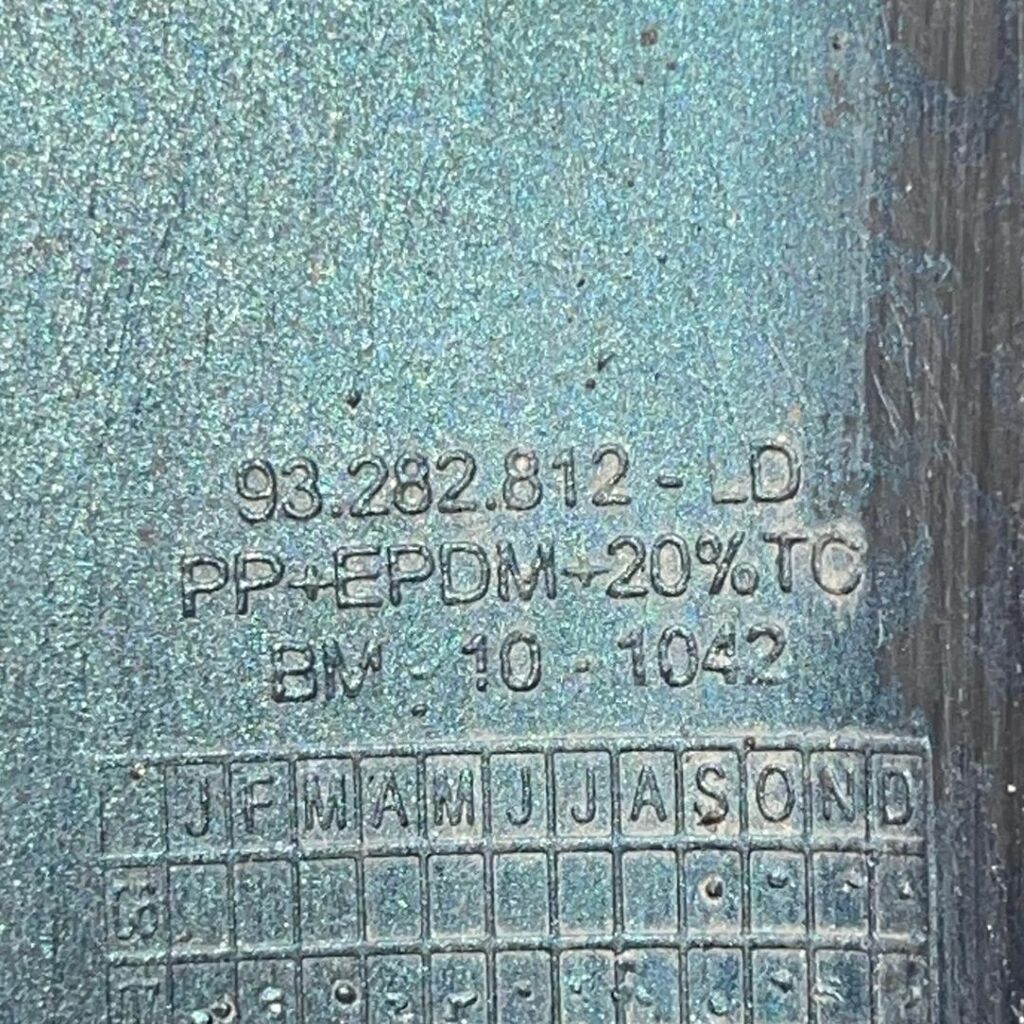 93.282.812 - LD
PP+EPDM+20%TC
BM - 10 - 1042
J F M A M J J A S O N D